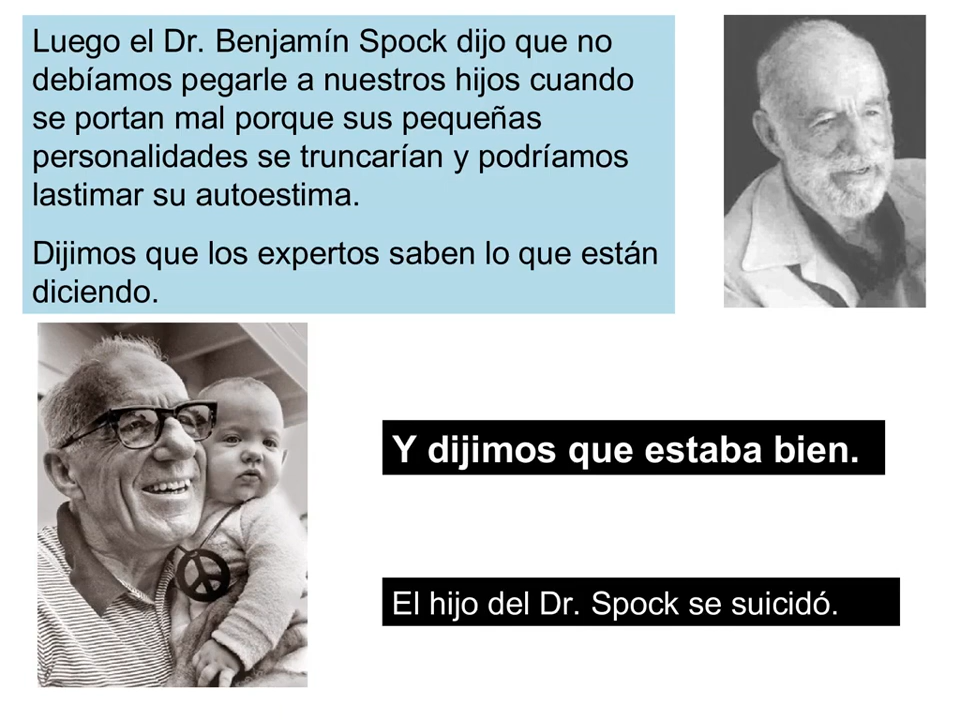 Luego el Dr. Benjamín Spock dijo que no
debíamos pegarle a nuestros hijos cuando
se portan mal porque sus pequeñas
personalidades se truncarían y podríamos
lastimar su autoestima.
Dijimos que los expertos saben lo que están
diciendo.
Y dijimos que estaba bien.
El hijo del Dr. Spock se suicidó.